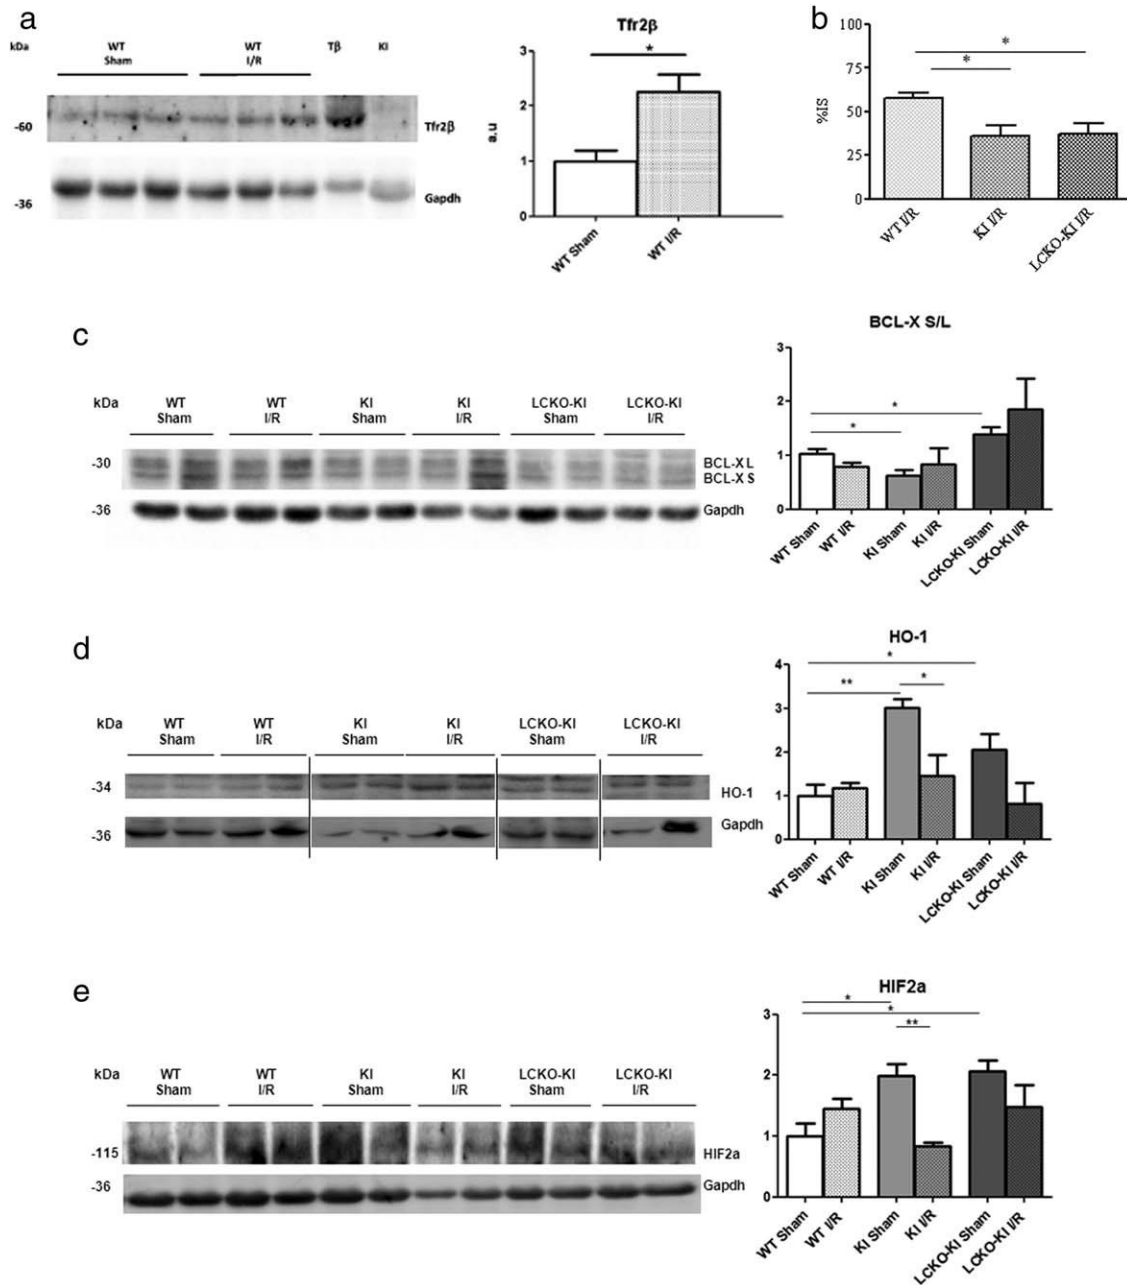 a
kDa
WT
Sham
WT
I/R
Tβ
KI
-60
Tfr2β
-36
Gapdh
Tfr2β
*
3
2
1
0
a.u
WT Sham
WT I/R
b
100
75
50
25
0
%IS
*
*
WT I/R
KI I/R
LCKO-KI I/R
c
kDa
WT
Sham
WT
I/R
KI
Sham
KI
I/R
LCKO-KI
Sham
LCKO-KI
I/R
-30
BCL-X L
BCL-X S
-36
Gapdh
BCL-X S/L
3
2
1
0
*
*
WT Sham
WT I/R
KI Sham
KI I/R
LCKO-KI Sham
LCKO-KI I/R
d
kDa
WT
Sham
WT
I/R
KI
Sham
KI
I/R
LCKO-KI
Sham
LCKO-KI
I/R
-34
HO-1
-36
Gapdh
HO-1
4
3
2
1
0
*
**
*
WT Sham
WT I/R
KI Sham
KI I/R
LCKO-KI Sham
LCKO-KI I/R
e
kDa
WT
Sham
WT
I/R
KI
Sham
KI
I/R
LCKO-KI
Sham
LCKO-KI
I/R
-115
HIF2a
-36
Gapdh
HIF2a
3
2
1
0
*
*
**
WT Sham
WT I/R
KI Sham
KI I/R
LCKO-KI Sham
LCKO-KI I/R